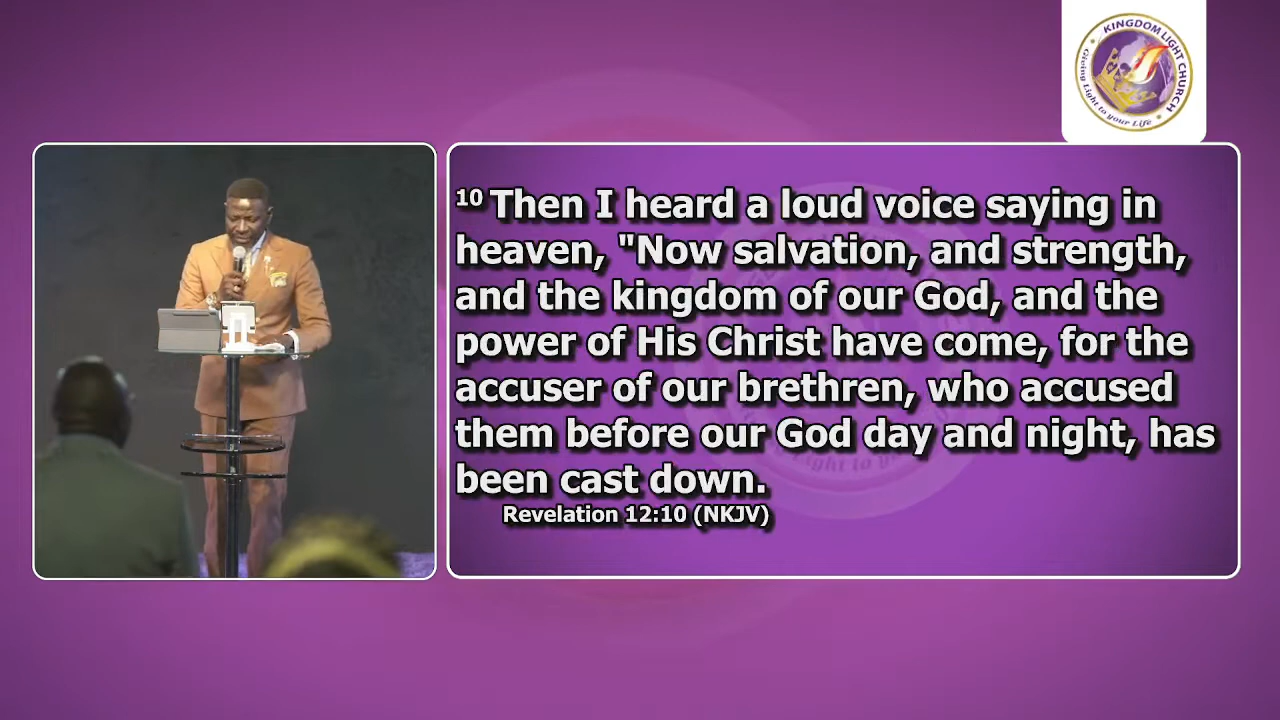 KINGDOM LIGHT CHURCH
Giving Light to your Life
10 Then I heard a loud voice saying in
heaven, "Now salvation, and strength,
and the kingdom of our God, and the
power of His Christ have come, for the
accuser of our brethren, who accused
them before our God day and night, has
been cast down.
Revelation 12:10 (NKJV)